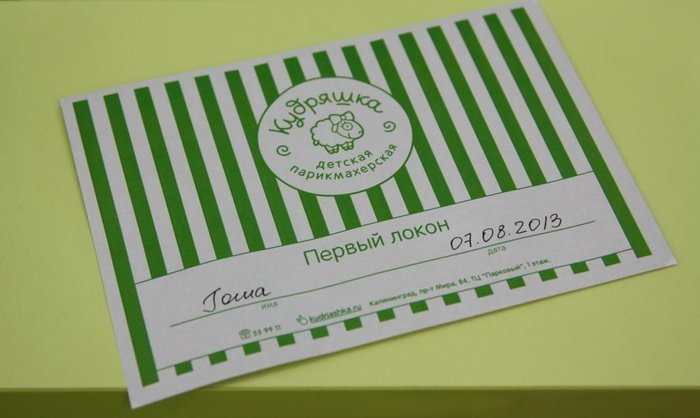 Кудряшка
детская
парикмахерская
Первый локон
Гоша 07.08.2013
имя дата
55 99 11 kudriashka.ru Калининград, пр-т Мира, 84, ТЦ "Парковый", 1 этаж.